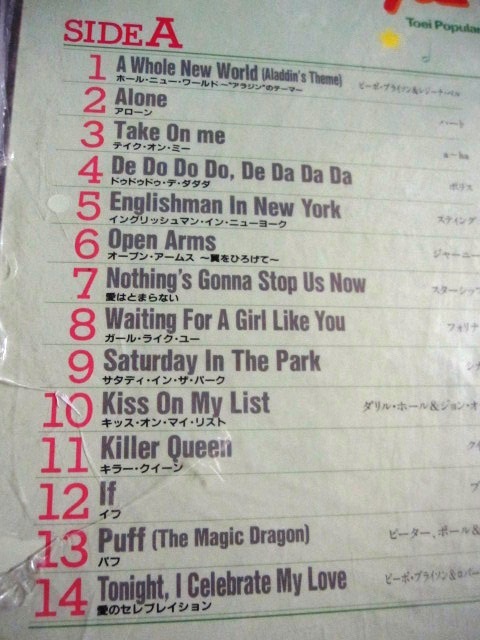 Toei Popular
SIDE A
1 A Whole New World (Aladdin's Theme) ピーボ・ブライソン&レジーナ・ベル
ホール・ニュー・ワールド〜"アラジン"のテーマー
2 Alone ハート
アローン
3 Take On me a-ha
テイク・オン・ミー
4 De Do Do Do, De Da Da Da ポリス
ドゥドゥドゥ・デ・ダダダ
5 Englishman In New York スティング
イングリッシュマン・イン・ニューヨーク
6 Open Arms ジャーニー
オープン・アームス 〜翼をひろげて〜
7 Nothing's Gonna Stop Us Now スターシッ
愛はとまらない
8 Waiting For A Girl Like You フォリナ
ガール・ライク・ユー
9 Saturday In The Park シカ
サタディ・イン・ザ・パーク
10 Kiss On My List ダリル・ホール&ジョン・オ
キッス・オン・マイ・リスト
11 Killer Queen クイ
キラー・クイーン
12 If ブ
イフ
13 Puff (The Magic Dragon) ピーター、ポール&
パフ
14 Tonight, I Celebrate My Love ピーボ・ブライソン&ロバー
愛のセレブレイション